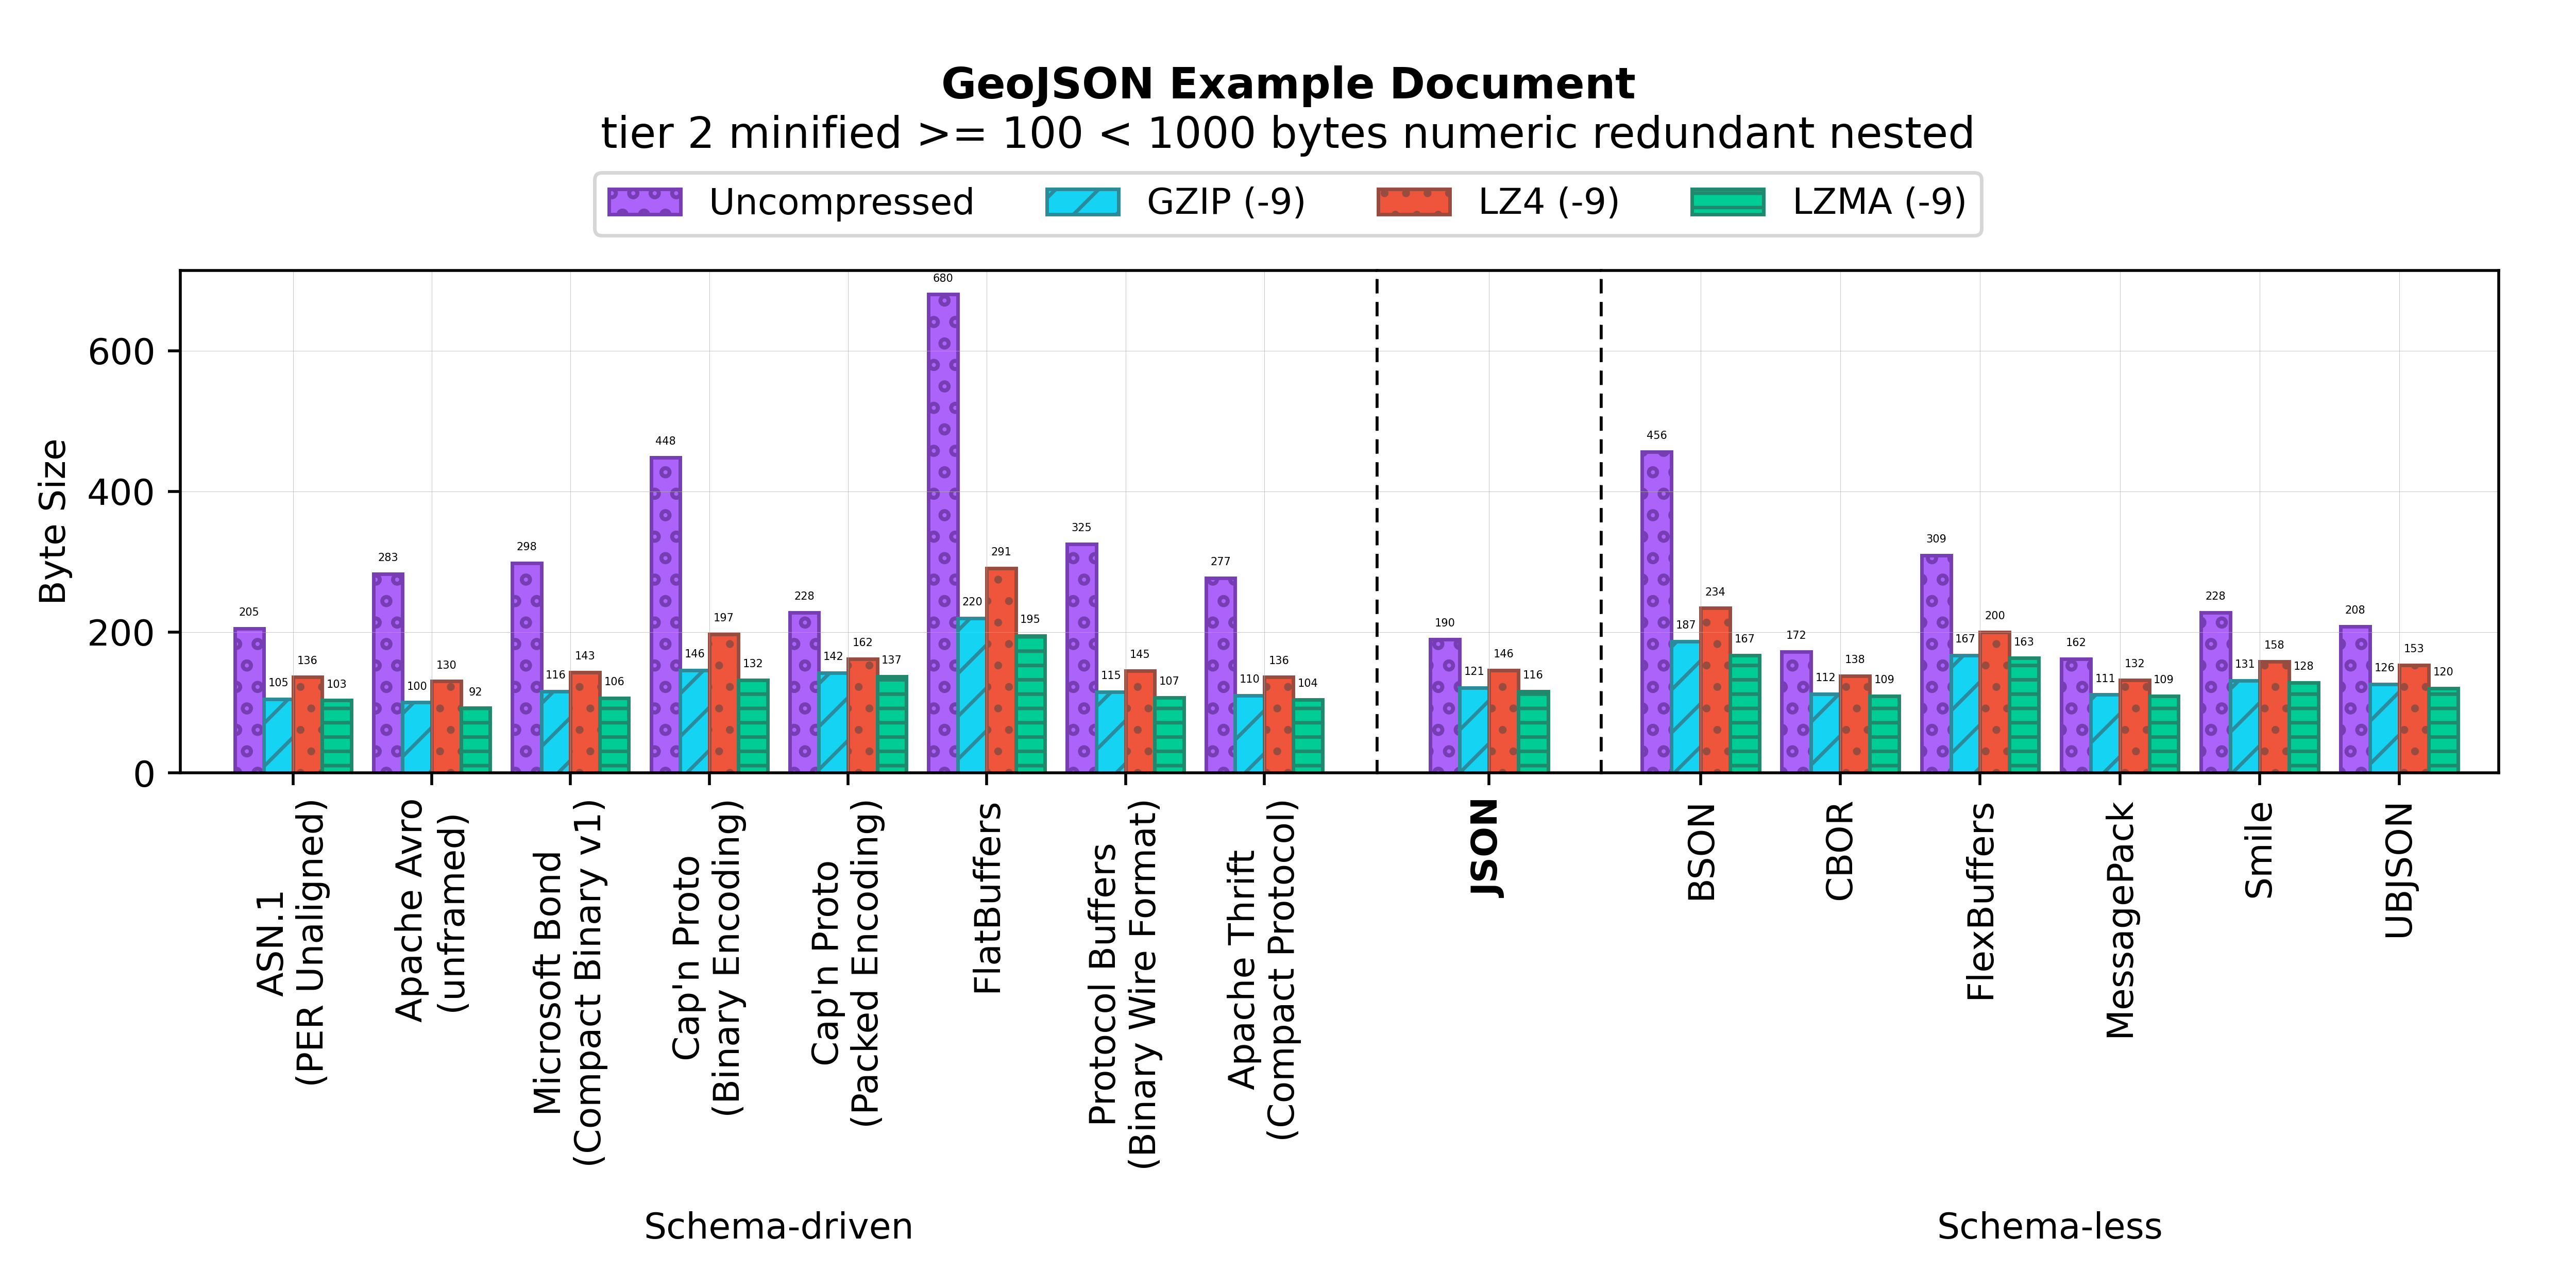 GeoJSON Example Document
tier 2 minified >= 100 < 1000 bytes numeric redundant nested
Uncompressed
GZIP (-9)
LZ4 (-9)
LZMA (-9)
Byte Size
600
400
200
0
205
105
136
103
283
100
130
92
298
116
143
106
448
146
197
132
228
142
162
137
680
220
291
195
325
115
145
107
277
110
136
104
190
121
146
116
456
187
234
167
172
112
138
109
309
167
200
163
162
111
132
109
228
131
158
128
208
126
153
120
ASN.1
(PER Unaligned)
Apache Avro
(unframed)
Microsoft Bond
(Compact Binary v1)
Cap'n Proto
(Binary Encoding)
Cap'n Proto
(Packed Encoding)
FlatBuffers
Protocol Buffers
(Binary Wire Format)
Apache Thrift
(Compact Protocol)
JSON
BSON
CBOR
FlexBuffers
MessagePack
Smile
UBJSON
Schema-driven
Schema-less